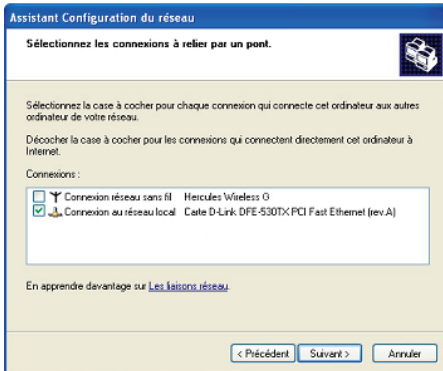 Assistant Configuration du réseau
Sélectionnez les connexions à relier par un pont.
Sélectionnez la case à cocher pour chaque connexion qui connecte cet ordinateur aux autres
ordinateur de votre réseau.
Décocher la case à cocher pour les connexions qui connectent directement cet ordinateur à
Internet.
Connexions :
Connexion réseau sans fil Hercules Wireless G
Connexion au réseau local Carte D-Link DFE-530TX PCI Fast Ethernet (rev.A)
En apprendre davantage sur Les liaisons réseau.
< Précédent Suivant > Annuler